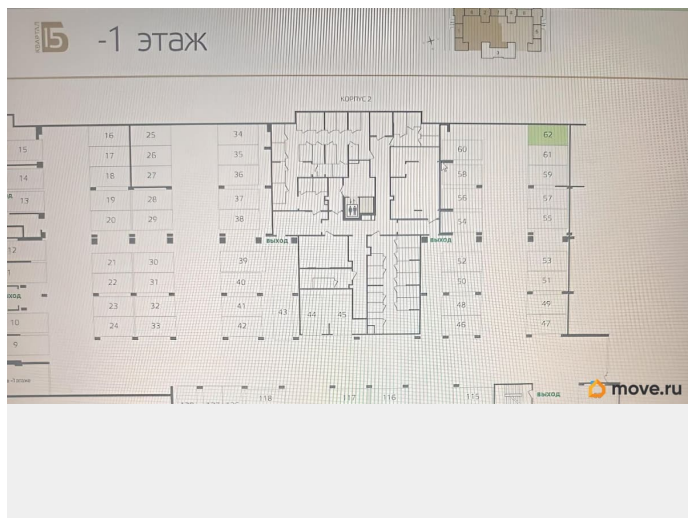 КВАРТАЛ
-1 этаж
КОРПУС 2
16 25 34 62
15 17 26 35 60 61
14 18 27 36 58 59
13 19 28 37 56 57
20 29 38 54 55
выход выход
12 21 30 39 52 53
22 31 40 50 51
23 32 41 43 44 45 48 49
10 24 33 42 46 47
9
118 117 116 115 выход
move.ru